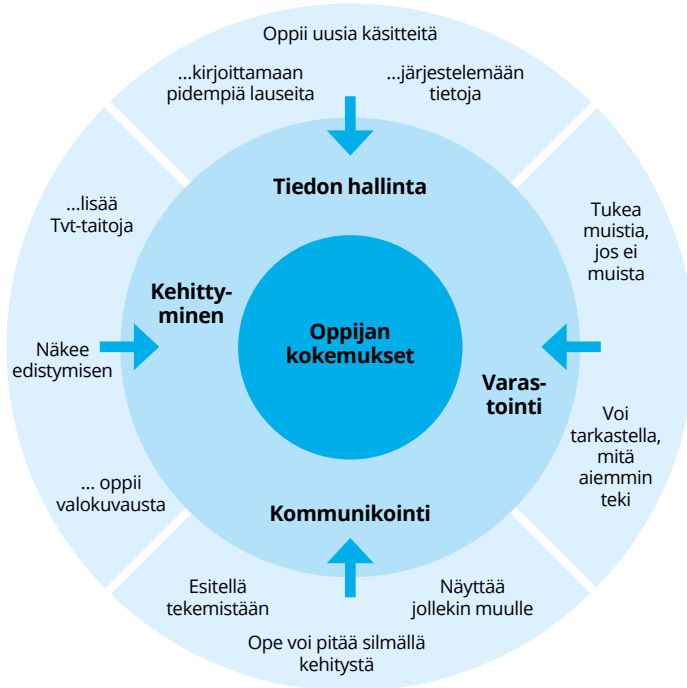 Oppii uusia käsitteitä
...kirjoittamaan
pidempiä lauseita
...järjestelemään
tietoja
Tiedon hallinta
...lisää
Tvt-taitoja
Näkee
edistymisen
... oppii
valokuvausta
Kehitty-
minen
Oppijan
kokemukset
Varas-
tointi
Tukea
muistia,
jos ei
muista
Voi
tarkastella,
mitä
aiemmin
teki
Kommunikointi
Esitellä
tekemistään
Näyttää
jollekin muulle
Ope voi pitää silmällä
kehitystä